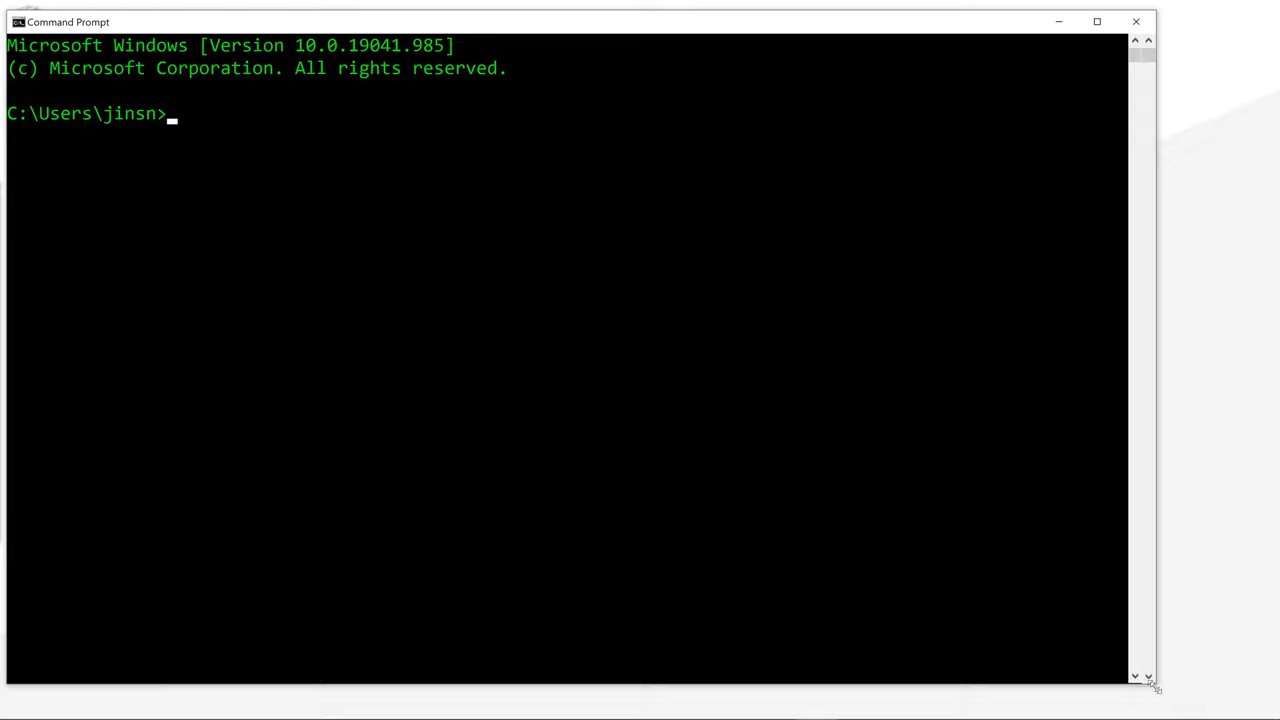 Command Prompt
Microsoft Windows [Version 10.0.19041.985]
(c) Microsoft Corporation. All rights reserved.
C:\Users\jinsn>